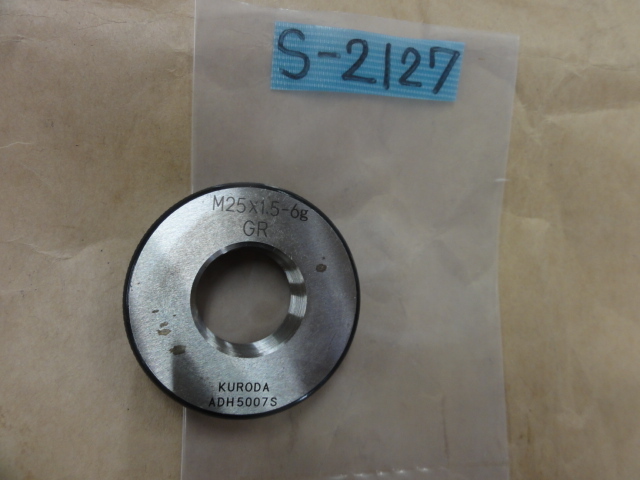 S-2127
M25X1.5-6g
GR
KURODA
ADH5007S